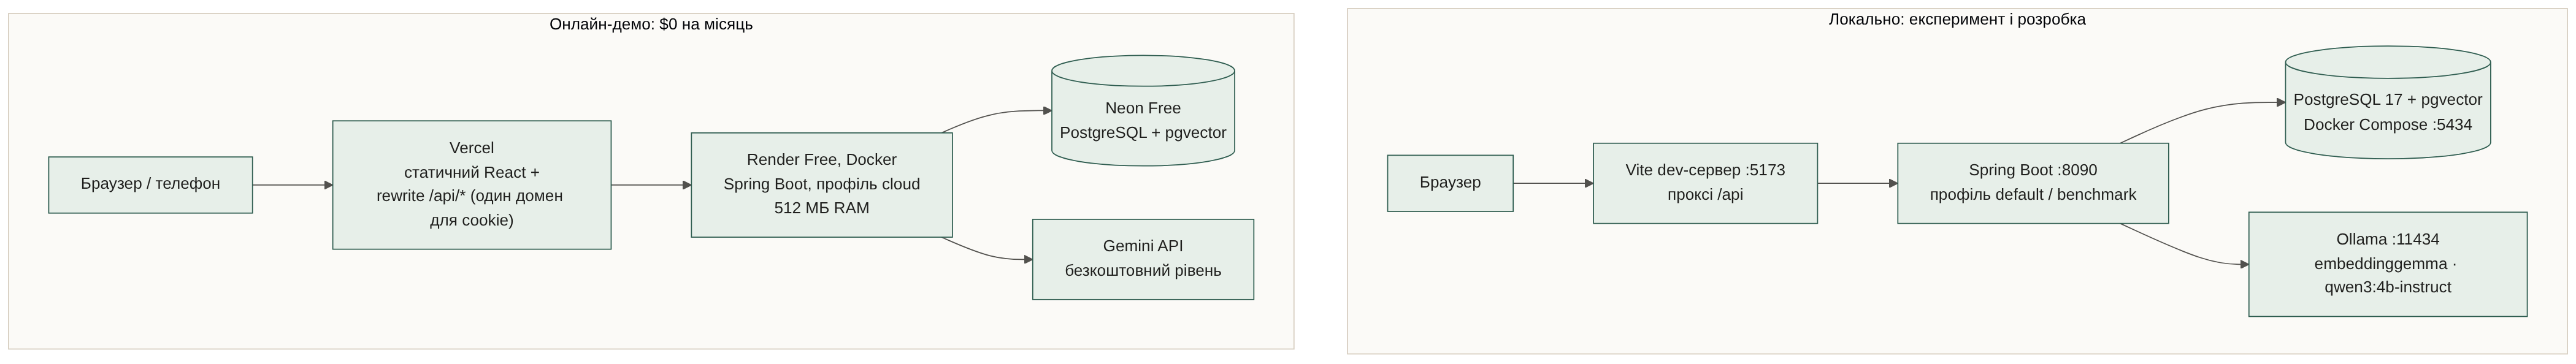 Онлайн-демо: $0 на місяць
Браузер / телефон
Vercel
статичний React +
rewrite /api/* (один домен
для cookie)
Render Free, Docker
Spring Boot, профіль cloud
512 МБ RAM
Neon Free
PostgreSQL + pgvector
Gemini API
безкоштовний рівень
Локально: експеримент і розробка
Браузер
Vite dev-сервер :5173
проксі /api
Spring Boot :8090
профіль default / benchmark
PostgreSQL 17 + pgvector
Docker Compose :5434
Ollama :11434
embeddinggemma ·
qwen3:4b-instruct